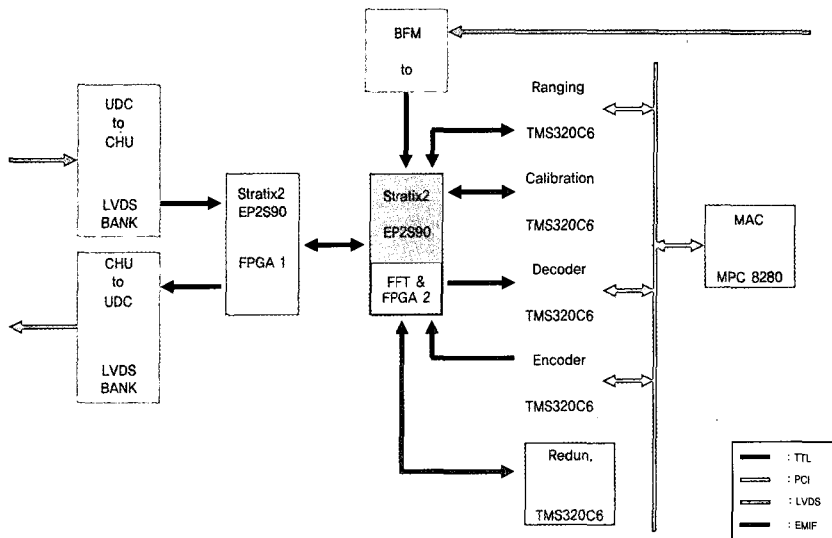 BFM
to
UDC
to
CHU
LVDS
BANK
CHU
to
UDC
LVDS
BANK
Stratix2
EP2S90
FPGA 1
Stratix2
EP2S90
FFT &
FPGA 2
Ranging
TMS320C6
Calibration
TMS320C6
Decoder
TMS320C6
Encoder
TMS320C6
Redun,
TMS320C6
MAC
MPC 8280
: TTL
: PCI
: LVDS
: EMIF